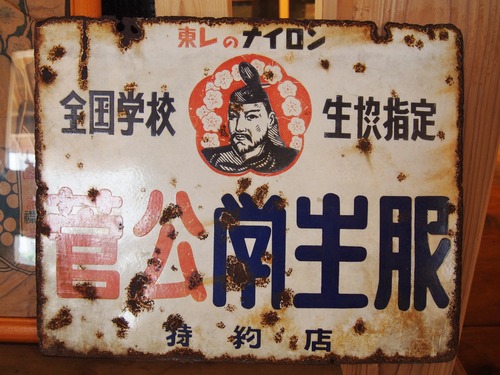 東レのナイロン
全国学校 生協指定
菅公学生服
特約店